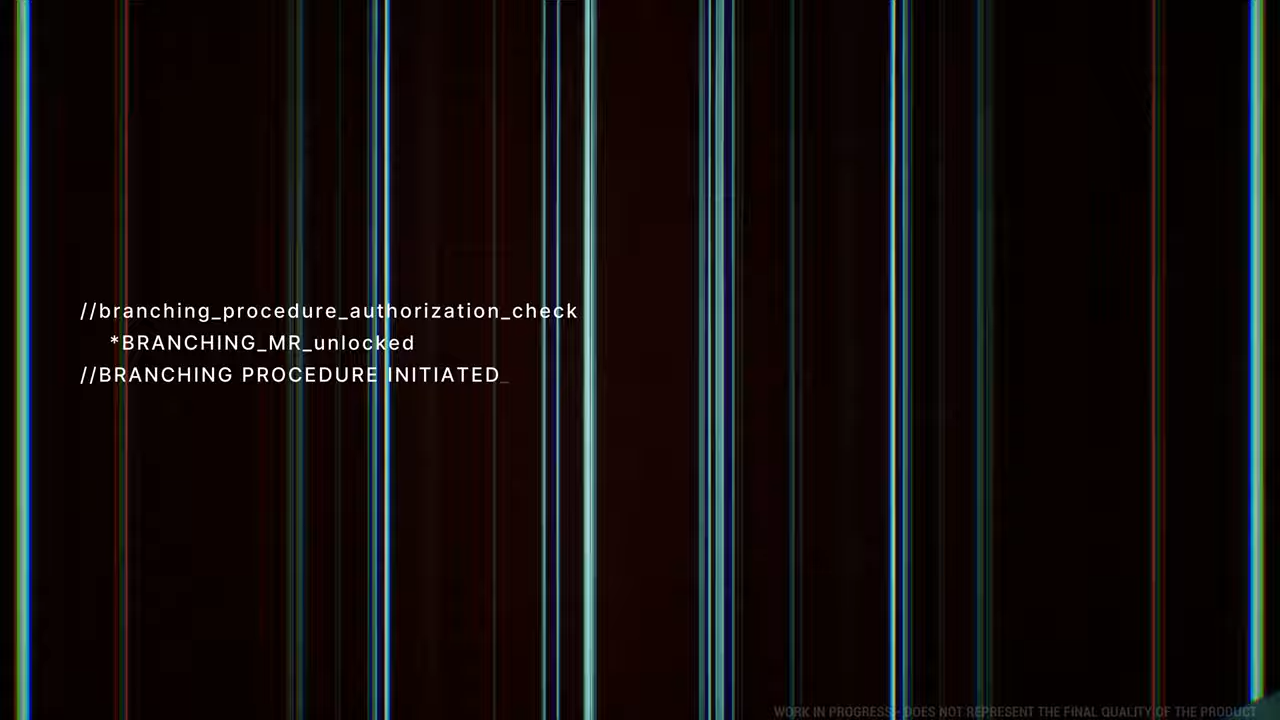 //branching_procedure_authorization_check
*BRANCHING_MR_unlocked
//BRANCHING PROCEDURE INITIATED_
WORK IN PROGRESS - DOES NOT REPRESENT THE FINAL QUALITY OF THE PRODUCT